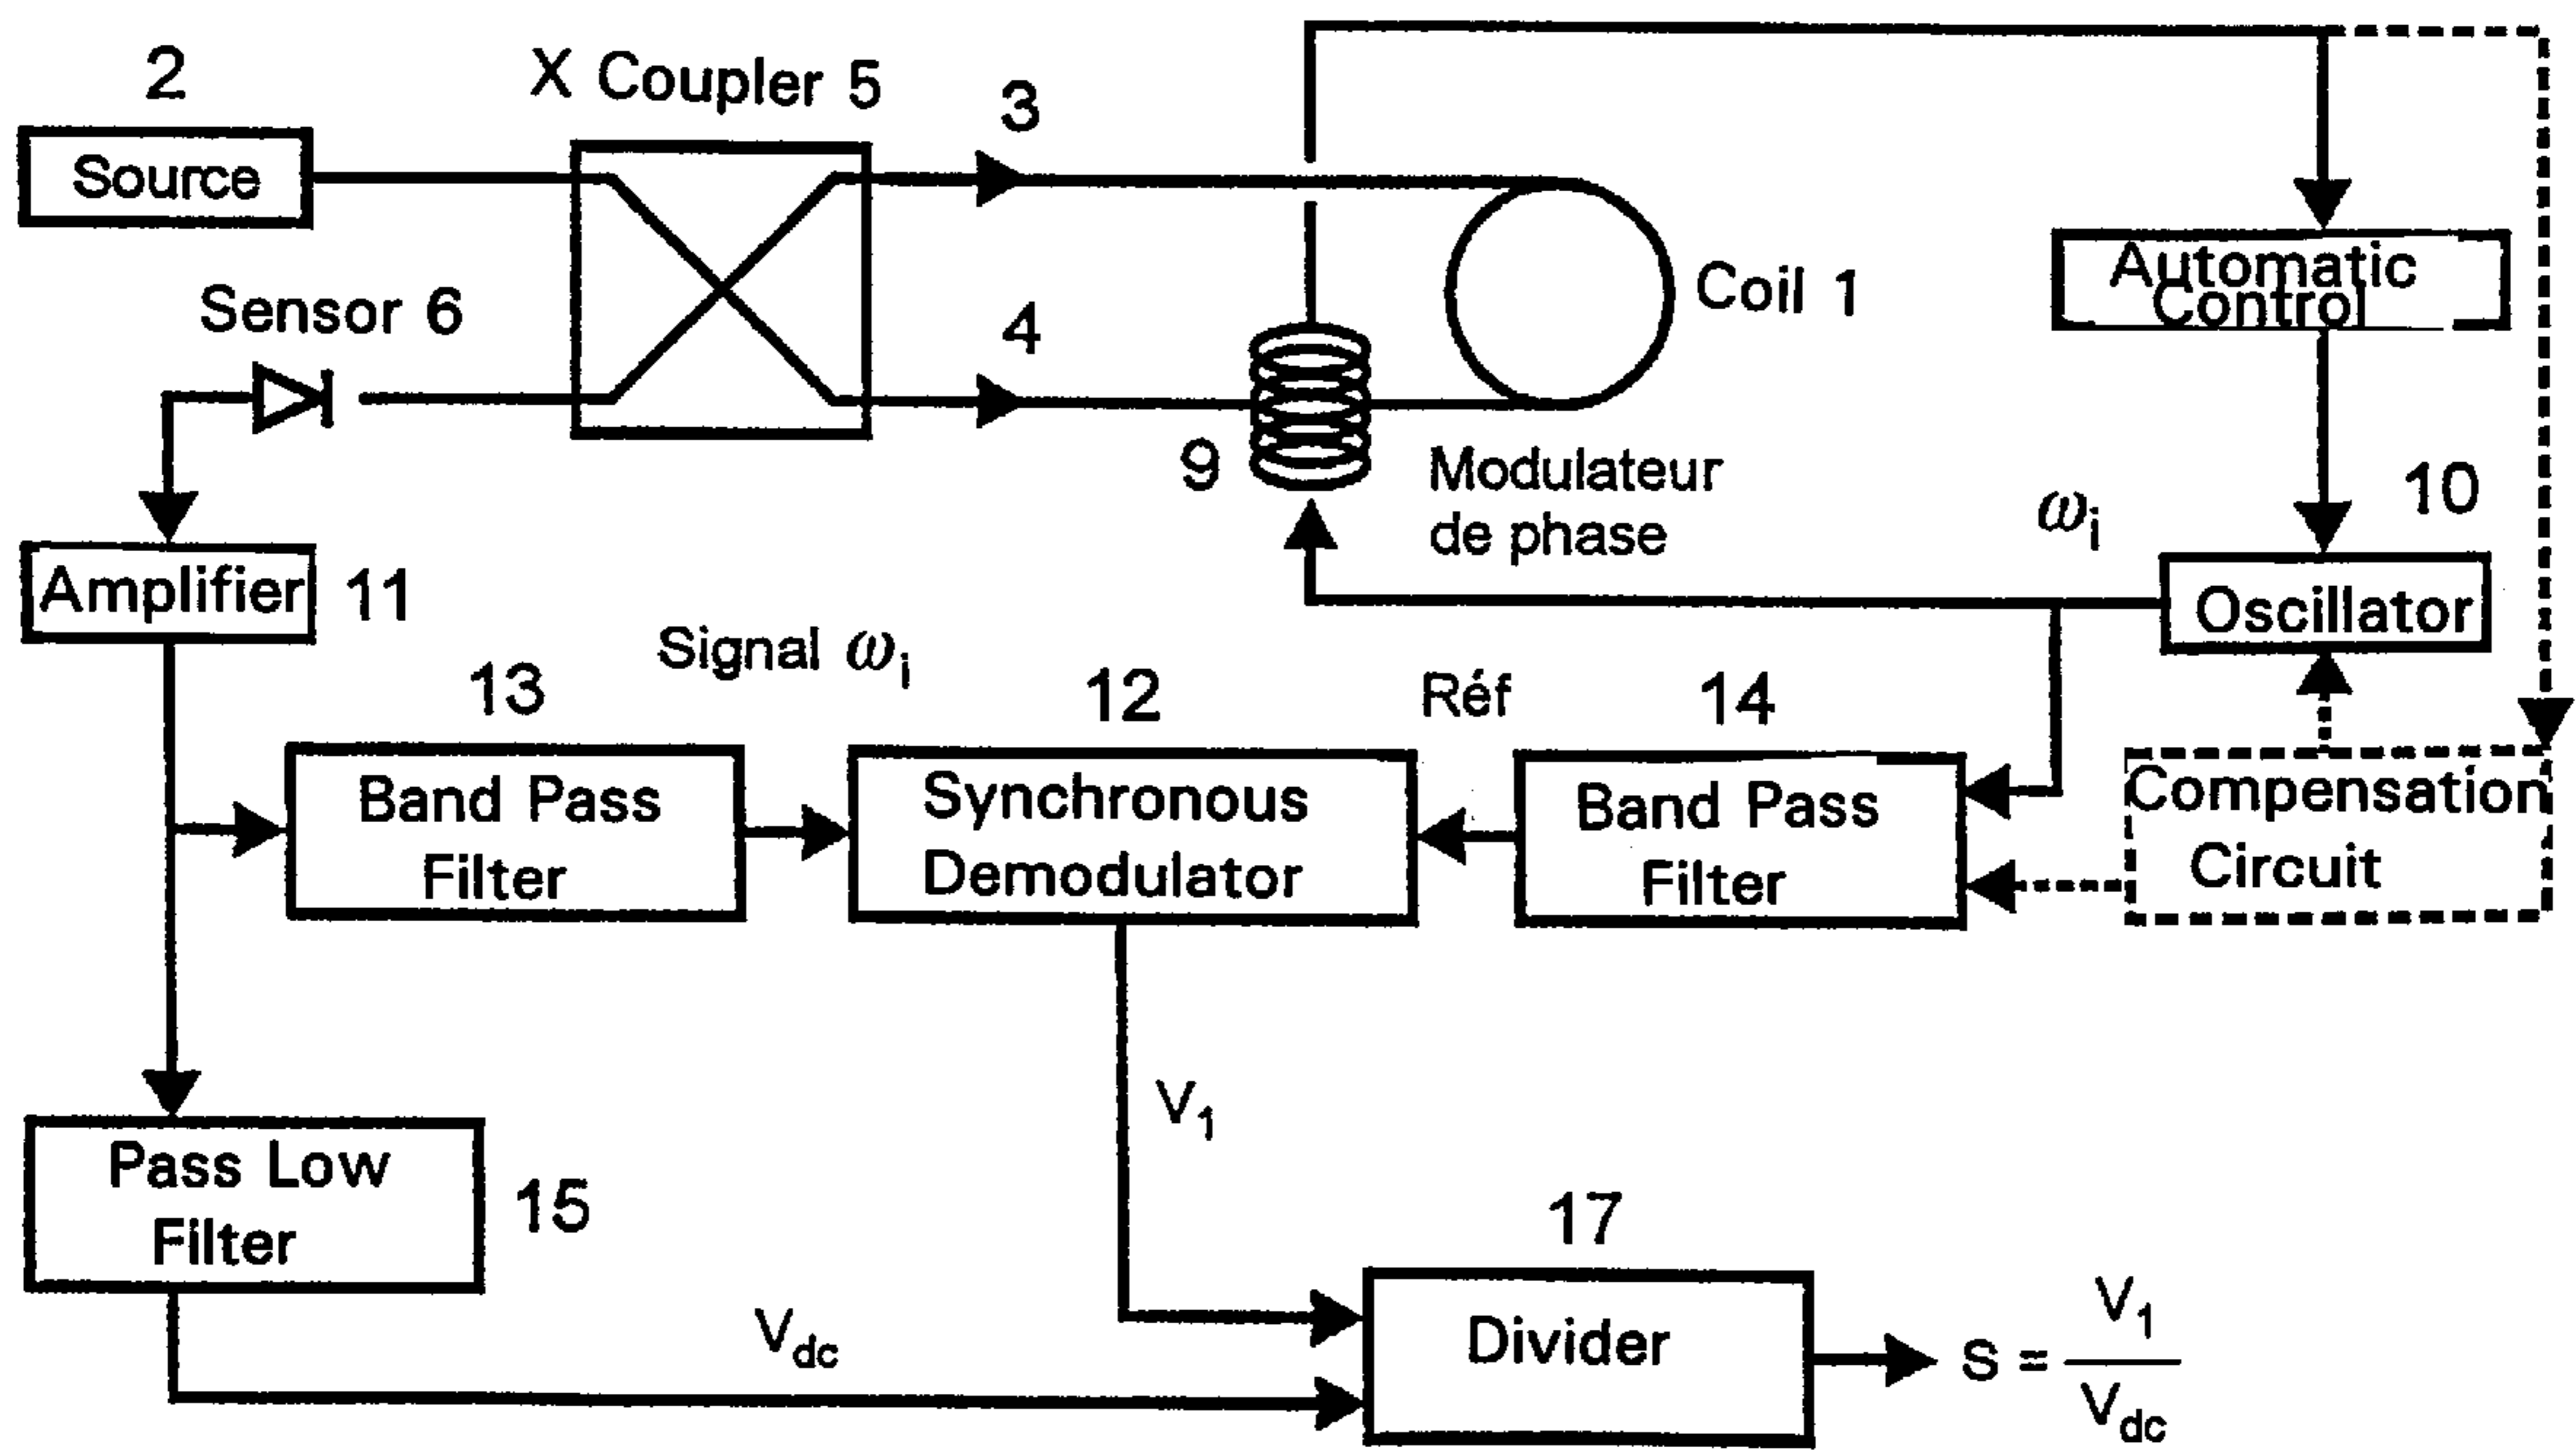 2
X Coupler 5
3
Source
Automatic
Control
Coil 1
Sensor 6
4
9
Modulateur
de phase
ωi
10
Oscillator
Amplifier
11
Signal ωi
13
12
Réf
14
Band Pass
Filter
Synchronous
Demodulator
Band Pass
Filter
Compensation
Circuit
V1
Pass Low
Filter
15
17
Vdc
Divider
S = V1
Vdc